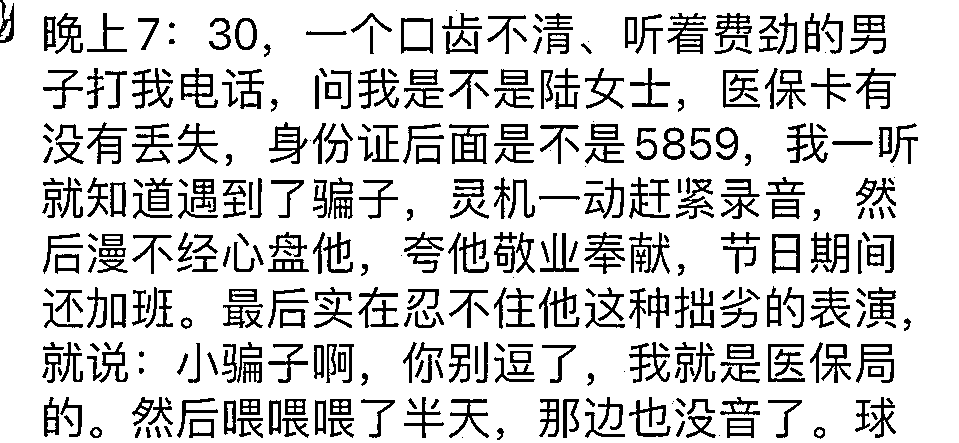 晚上7：30，一个口齿不清、听着费劲的男
子打我电话，问我是不是陆女士，医保卡有
没有丢失，身份证后面是不是5859，我一听
就知道遇到了骗子，灵机一动赶紧录音，然
后漫不经心盘他，夸他敬业奉献，节日期间
还加班。最后实在忍不住他这种拙劣的表演，
就说：小骗子啊，你别逗了，我就是医保局
的。然后喂喂喂了半天，那边也没音了。球